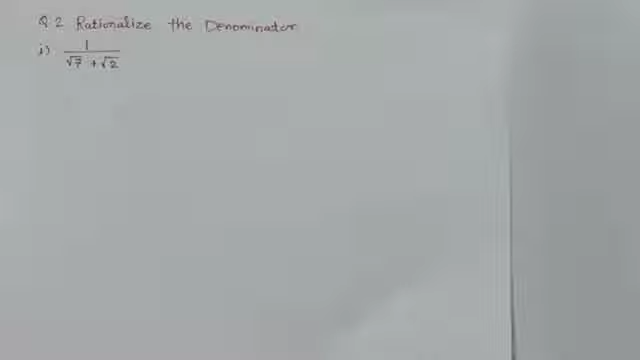 Q.2 Rationalize the Denominator
i) 1/(√7 + √2)